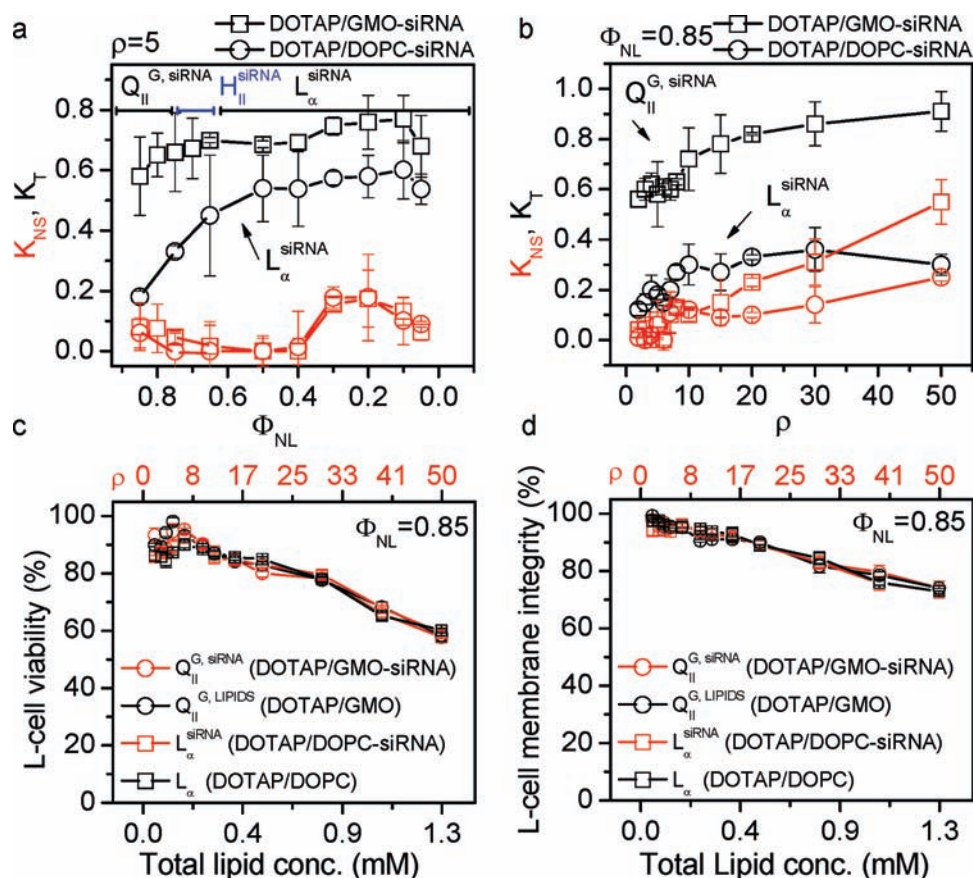 a
ρ=5
DOTAP/GMO-siRNA
DOTAP/DOPC-siRNA
Q_II^G, siRNA
H_II^siRNA
L_α^siRNA
0.8
0.6
0.4
0.2
0.0
K_NS, K_T
L_α^siRNA
0.8 0.6 0.4 0.2 0.0
Φ_NL
b
Φ_NL=0.85
DOTAP/GMO-siRNA
DOTAP/DOPC-siRNA
Q_II^G, siRNA
L_α^siRNA
1.0
0.8
0.6
0.4
0.2
0.0
K_NS, K_T
0 10 20 30 40 50
ρ
c
ρ 0 8 17 25 33 41 50
Φ_NL=0.85
100
80
60
40
20
0
L-cell viability (%)
Q_II^G, siRNA (DOTAP/GMO-siRNA)
Q_II^G, LIPIDS (DOTAP/GMO)
L_α^siRNA (DOTAP/DOPC-siRNA)
L_α (DOTAP/DOPC)
0.0 0.4 0.9 1.3
Total lipid conc. (mM)
d
ρ 0 8 17 25 33 41 50
Φ_NL=0.85
100
80
60
40
20
0
L-cell membrane integrity (%)
Q_II^G, siRNA (DOTAP/GMO-siRNA)
Q_II^G, LIPIDS (DOTAP/GMO)
L_α^siRNA (DOTAP/DOPC-siRNA)
L_α (DOTAP/DOPC)
0.0 0.4 0.9 1.3
Total Lipid conc. (mM)